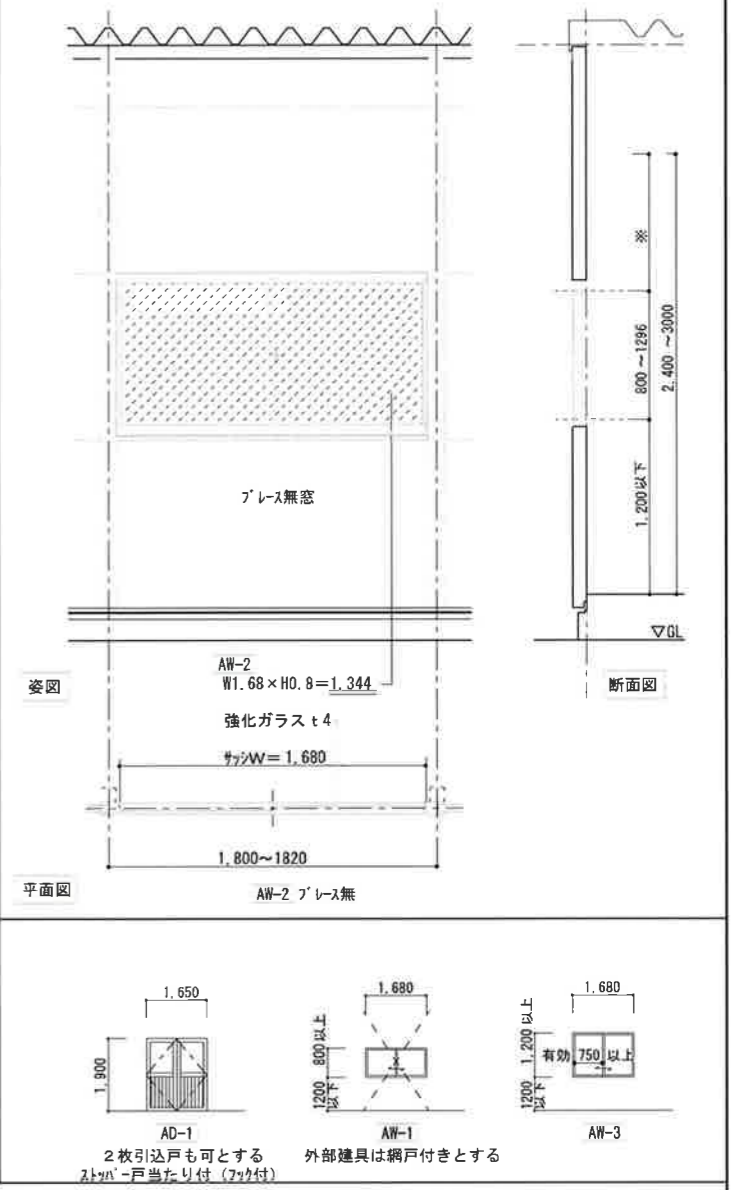 ※
800～1296
2,400～3000
1,200以下
ﾌﾞﾚｰｽ無窓
▽GL
姿図
AW-2
W1.68×H0.8=1.344
断面図
強化ガラス t4
ｻｯｼW＝1,680
1,800～1820
平面図
AW-2 ﾌﾞﾚｰｽ無
1,650
1,900
AD-1
2枚引込戸も可とする
ｽﾄｯﾊﾟｰ戸当たり付（ﾌｯｸ付）
1,680
800以上
1200以下
AW-1
外部建具は網戸付きとする
1,680
1,200以上
有効 750 以上
1200以下
AW-3